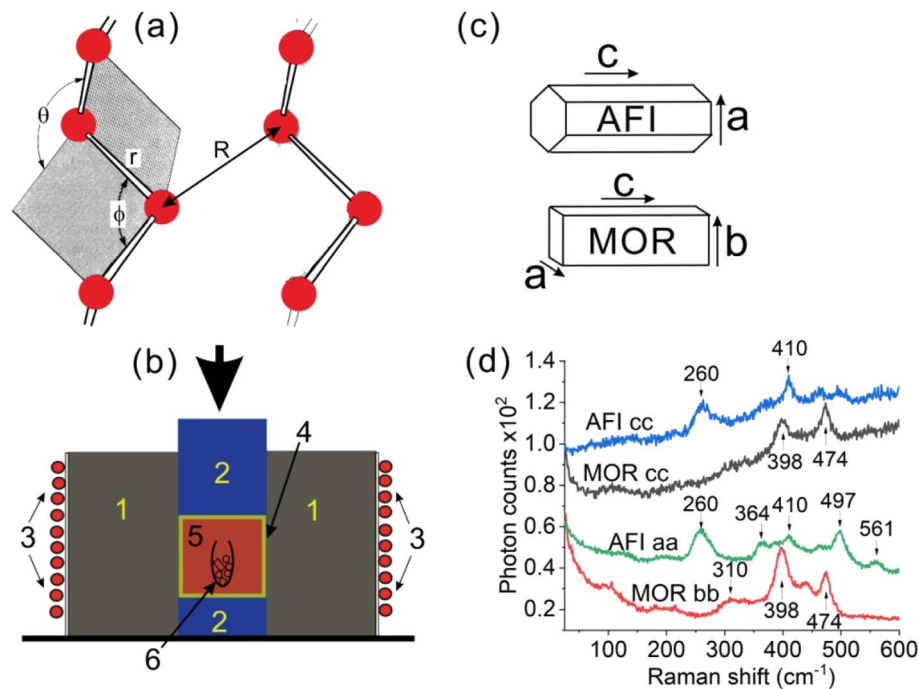 (a)
θ
r
R
ϕ
(b)
4
2
1
1
3
5
3
2
6
(c)
c
AFI
a
c
MOR
b
a
(d)
Photon counts x10²
1.4
1.2
1.0
0.8
0.6
0.4
0.2
410
260
AFI cc
MOR cc
398
474
260
364
410
497
561
AFI aa
310
MOR bb
398
474
100 200 300 400 500 600
Raman shift (cm⁻¹)